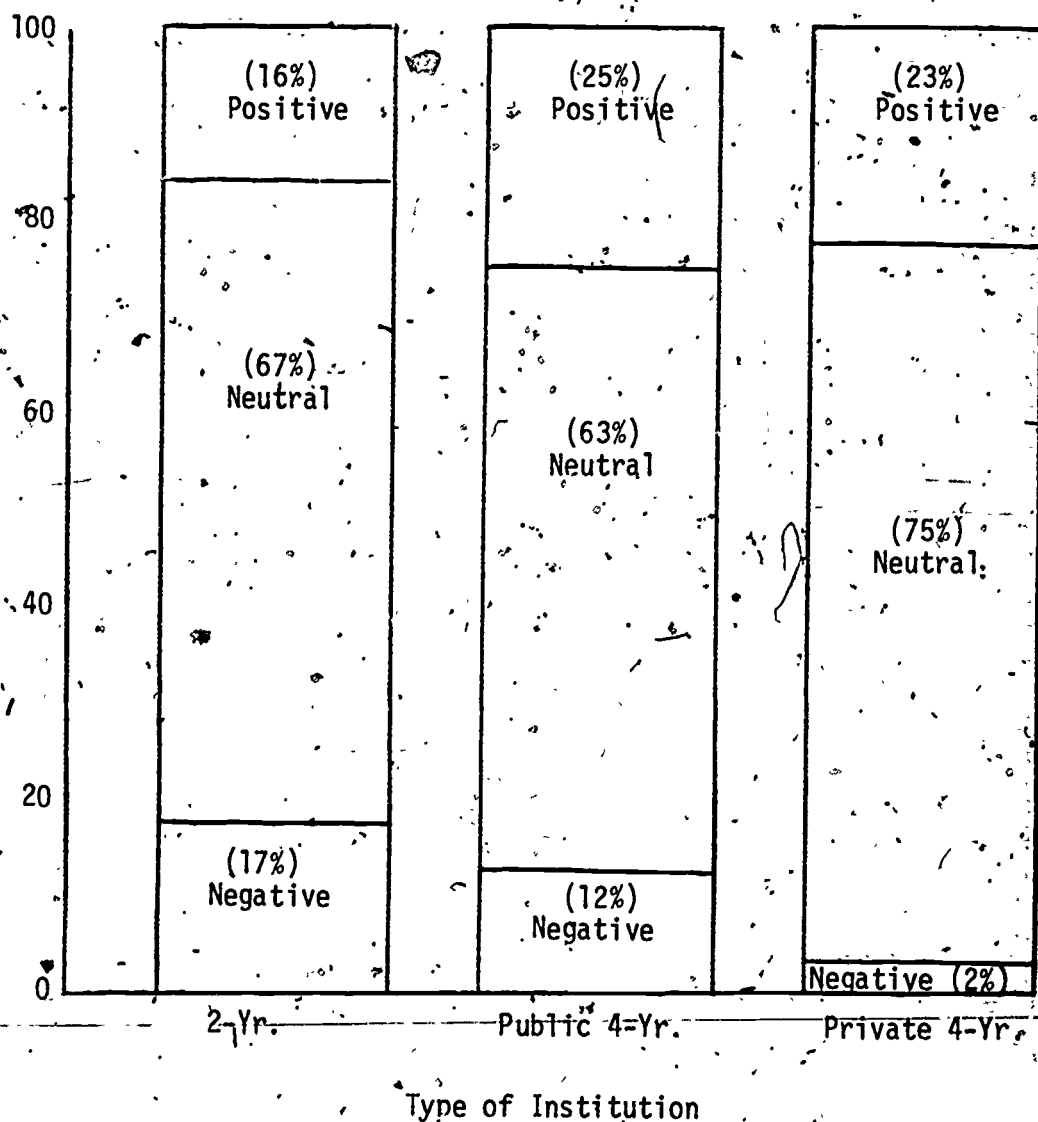 100
80
60
40
20
0
(16%)
Positive
(67%)
Neutral
(17%)
Negative
(25%)
Positive
(63%)
Neutral
(12%)
Negative
(23%)
Positive
(75%)
Neutral
Negative (2%)
2-Yr.
Public 4-Yr.
Private 4-Yr.
Type of Institution